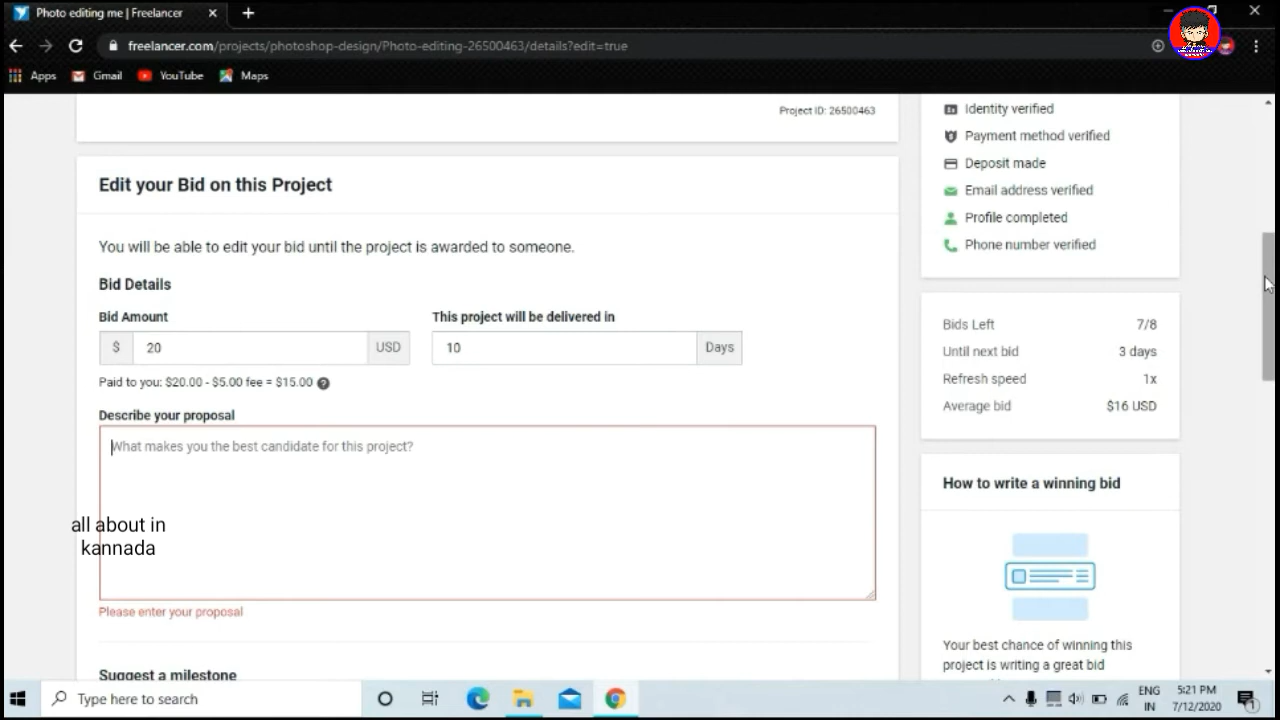 Photo editing me | Freelancer
freelancer.com/projects/photoshop-design/Photo-editing-26500463/details?edit=true
Apps Gmail YouTube Maps
Project ID: 26500463
Edit your Bid on this Project
You will be able to edit your bid until the project is awarded to someone.
Bid Details
Bid Amount This project will be delivered in
$ 20 USD 10 Days
Paid to you: $20.00 - $5.00 fee = $15.00
Describe your proposal
What makes you the best candidate for this project?
all about in
kannada
Please enter your proposal
Suggest a milestone
Identity verified
Payment method verified
Deposit made
Email address verified
Profile completed
Phone number verified
Bids Left 7/8
Until next bid 3 days
Refresh speed 1x
Average bid $16 USD
How to write a winning bid
Your best chance of winning this
project is writing a great bid
Type here to search
ENG
IN
5:21 PM
7/12/2020
1